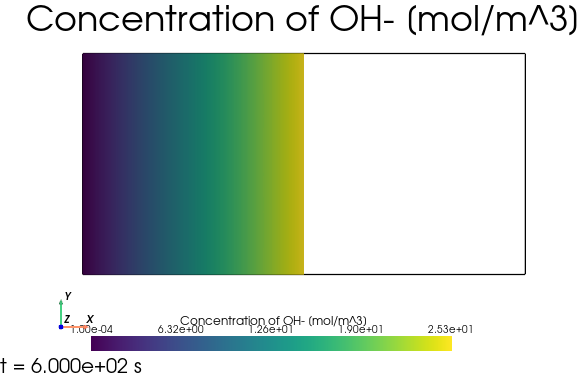 Concentration of OH- (mol/m^3)
Y
Z X
Concentration of OH- (mol/m^3)
1.00e-04 6.32e+00 1.26e+01 1.90e+01 2.53e+01
t = 6.000e+02 s